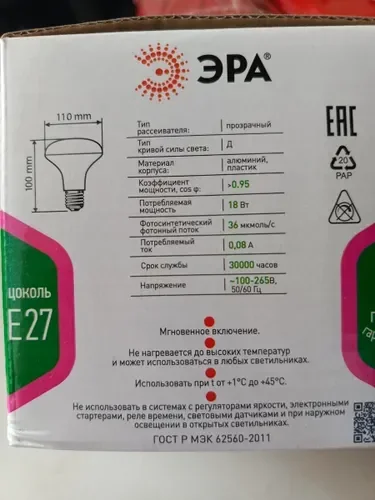 ЭРА
110 mm
100 mm
Тип
рассеивателя: прозрачный
Тип
кривой силы света: Д
Материал
корпуса: алюминий,
пластик
Коэффициент
мощности, cos φ: >0.95
Потребляемая
мощность 18 Вт
Фотосинтетический
фотонный поток 36 мкмоль/с
Потребляемый
ток 0,08 А
Срок службы 30000 часов
Напряжение ~100-265В,
50/60 Гц
EAC
20
PAP
цоколь
E27
Мгновенное включение.
Не нагревается до высоких температур
и может использоваться в любых светильниках.
Использовать при t от +1°C до +45°C.
Не использовать в системах с регуляторами яркости, электронными
стартерами, реле времени, световыми датчиками и при наружном
освещении в открытых светильниках.
ГОСТ Р МЭК 62560-2011